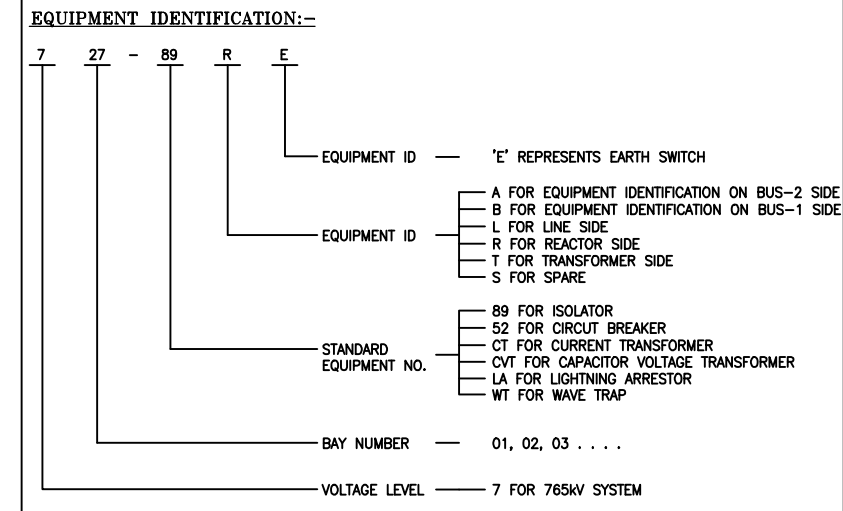 EQUIPMENT IDENTIFICATION:-
7 27 - 89 R E
EQUIPMENT ID — 'E' REPRESENTS EARTH SWITCH
A FOR EQUIPMENT IDENTIFICATION ON BUS-2 SIDE
B FOR EQUIPMENT IDENTIFICATION ON BUS-1 SIDE
L FOR LINE SIDE
EQUIPMENT ID
R FOR REACTOR SIDE
T FOR TRANSFORMER SIDE
S FOR SPARE
89 FOR ISOLATOR
52 FOR CIRCUT BREAKER
CT FOR CURRENT TRANSFORMER
STANDARD
EQUIPMENT NO.
CVT FOR CAPACITOR VOLTAGE TRANSFORMER
LA FOR LIGHTNING ARRESTOR
WT FOR WAVE TRAP
BAY NUMBER — 01, 02, 03 . . . .
VOLTAGE LEVEL — 7 FOR 765kV SYSTEM